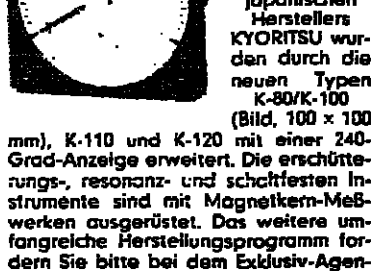 japanischen
Herstellers
KYORITSU wur-
den durch die
neuen Typen
K-80/K-100
(Bild, 100 x 100
mm), K-110 und K-120 mit einer 240-
Grad-Anzeige erweitert. Die erschütte-
rungs-, resonanz- und schaltfesten In-
strumente sind mit Magnetkern-Meß-
werken ausgerüstet. Das weitere um-
fangreiche Herstellungsprogramm for-
dern Sie bitte bei dem Exklusiv-Agen-